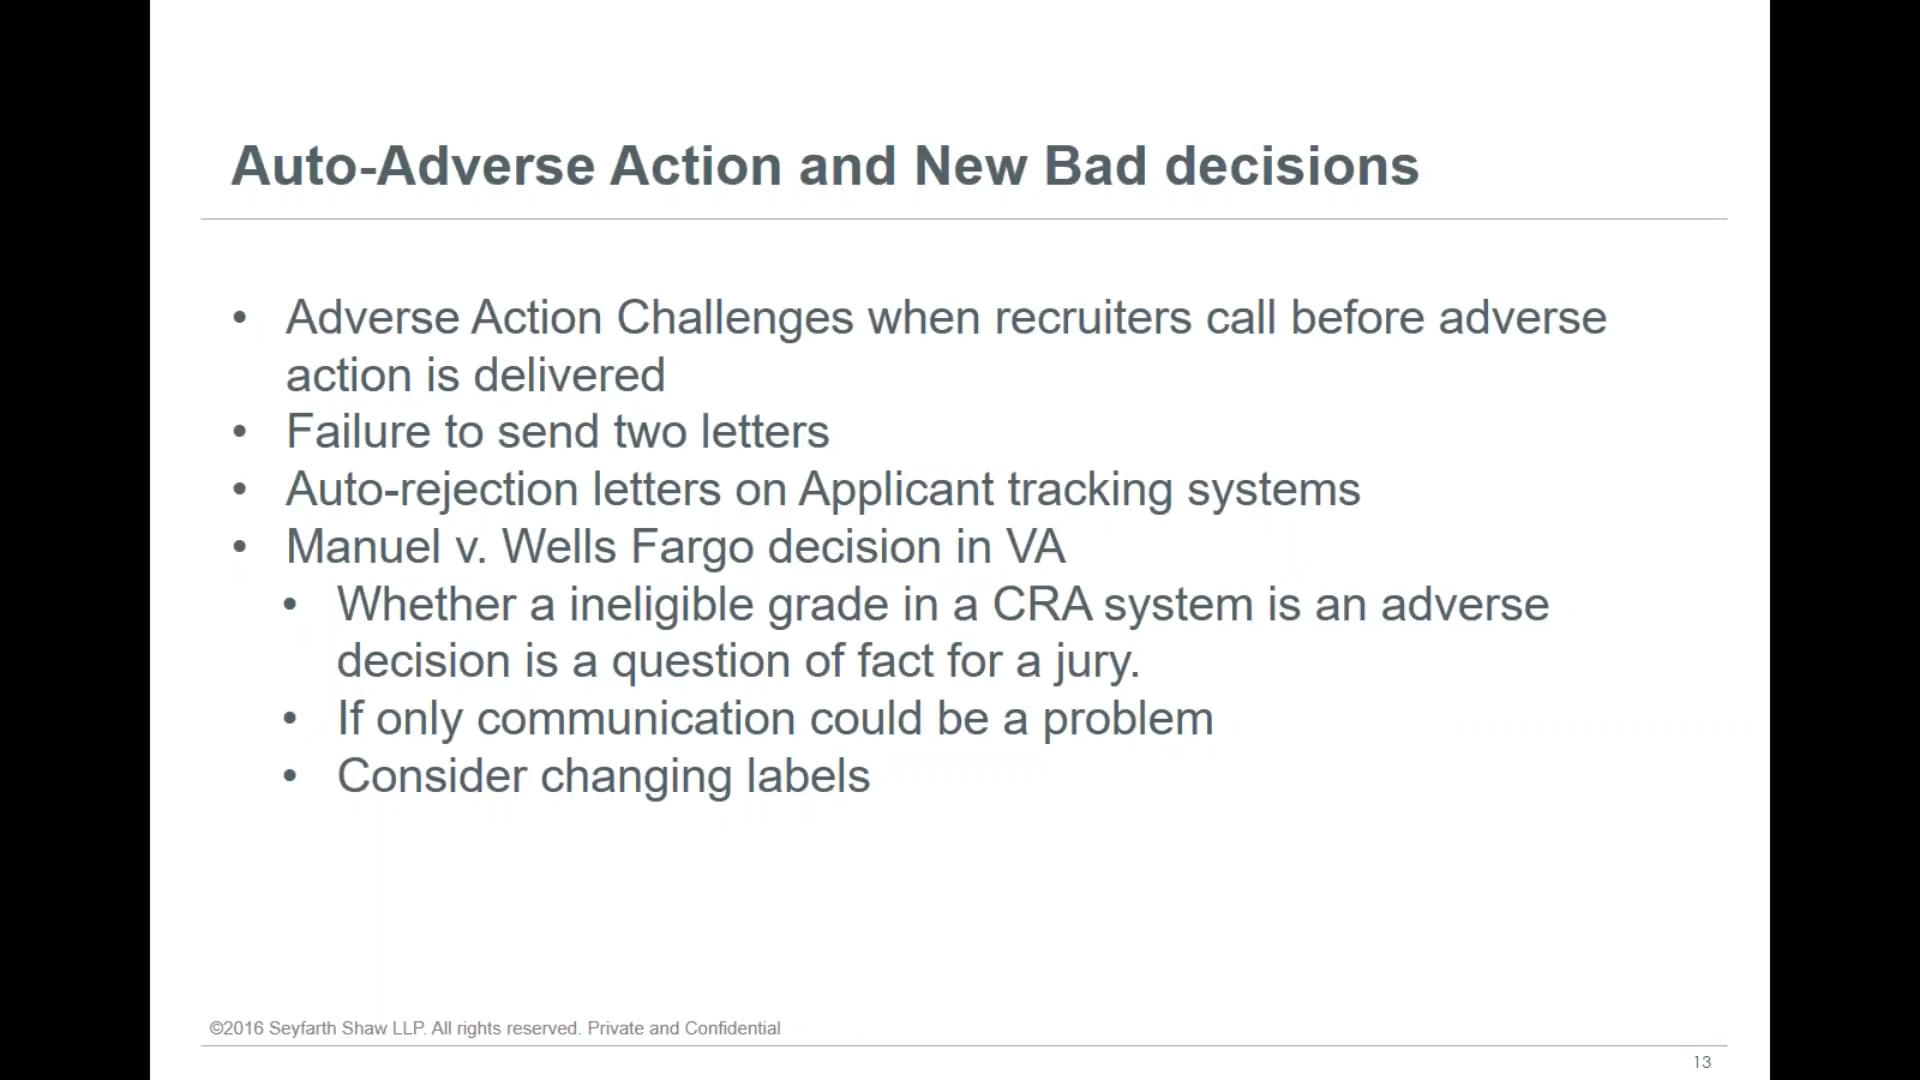 Auto-Adverse Action and New Bad decisions
• Adverse Action Challenges when recruiters call before adverse
action is delivered
• Failure to send two letters
• Auto-rejection letters on Applicant tracking systems
• Manuel v. Wells Fargo decision in VA
• Whether a ineligible grade in a CRA system is an adverse
decision is a question of fact for a jury.
• If only communication could be a problem
• Consider changing labels
©2016 Seyfarth Shaw LLP. All rights reserved. Private and Confidential
13